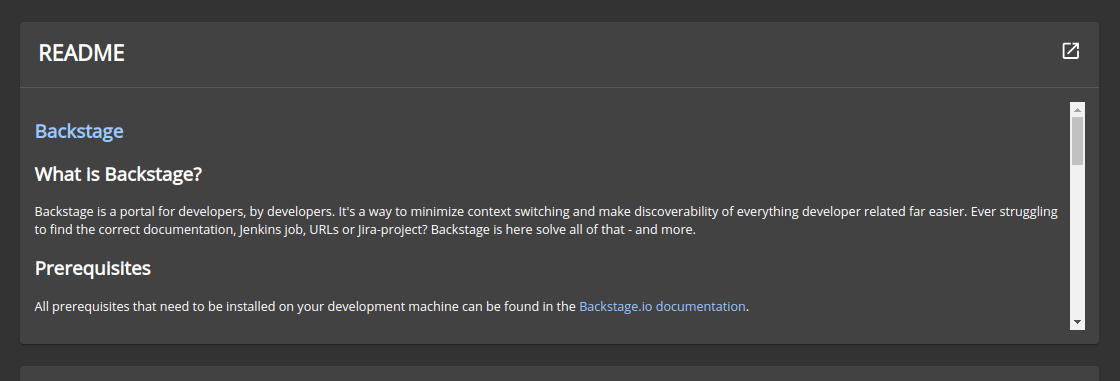 README
Backstage
What is Backstage?
Backstage is a portal for developers, by developers. It's a way to minimize context switching and make discoverability of everything developer related far easier. Ever struggling
to find the correct documentation, Jenkins job, URLs or Jira-project? Backstage is here solve all of that - and more.
Prerequisites
All prerequisites that need to be installed on your development machine can be found in the Backstage.io documentation.